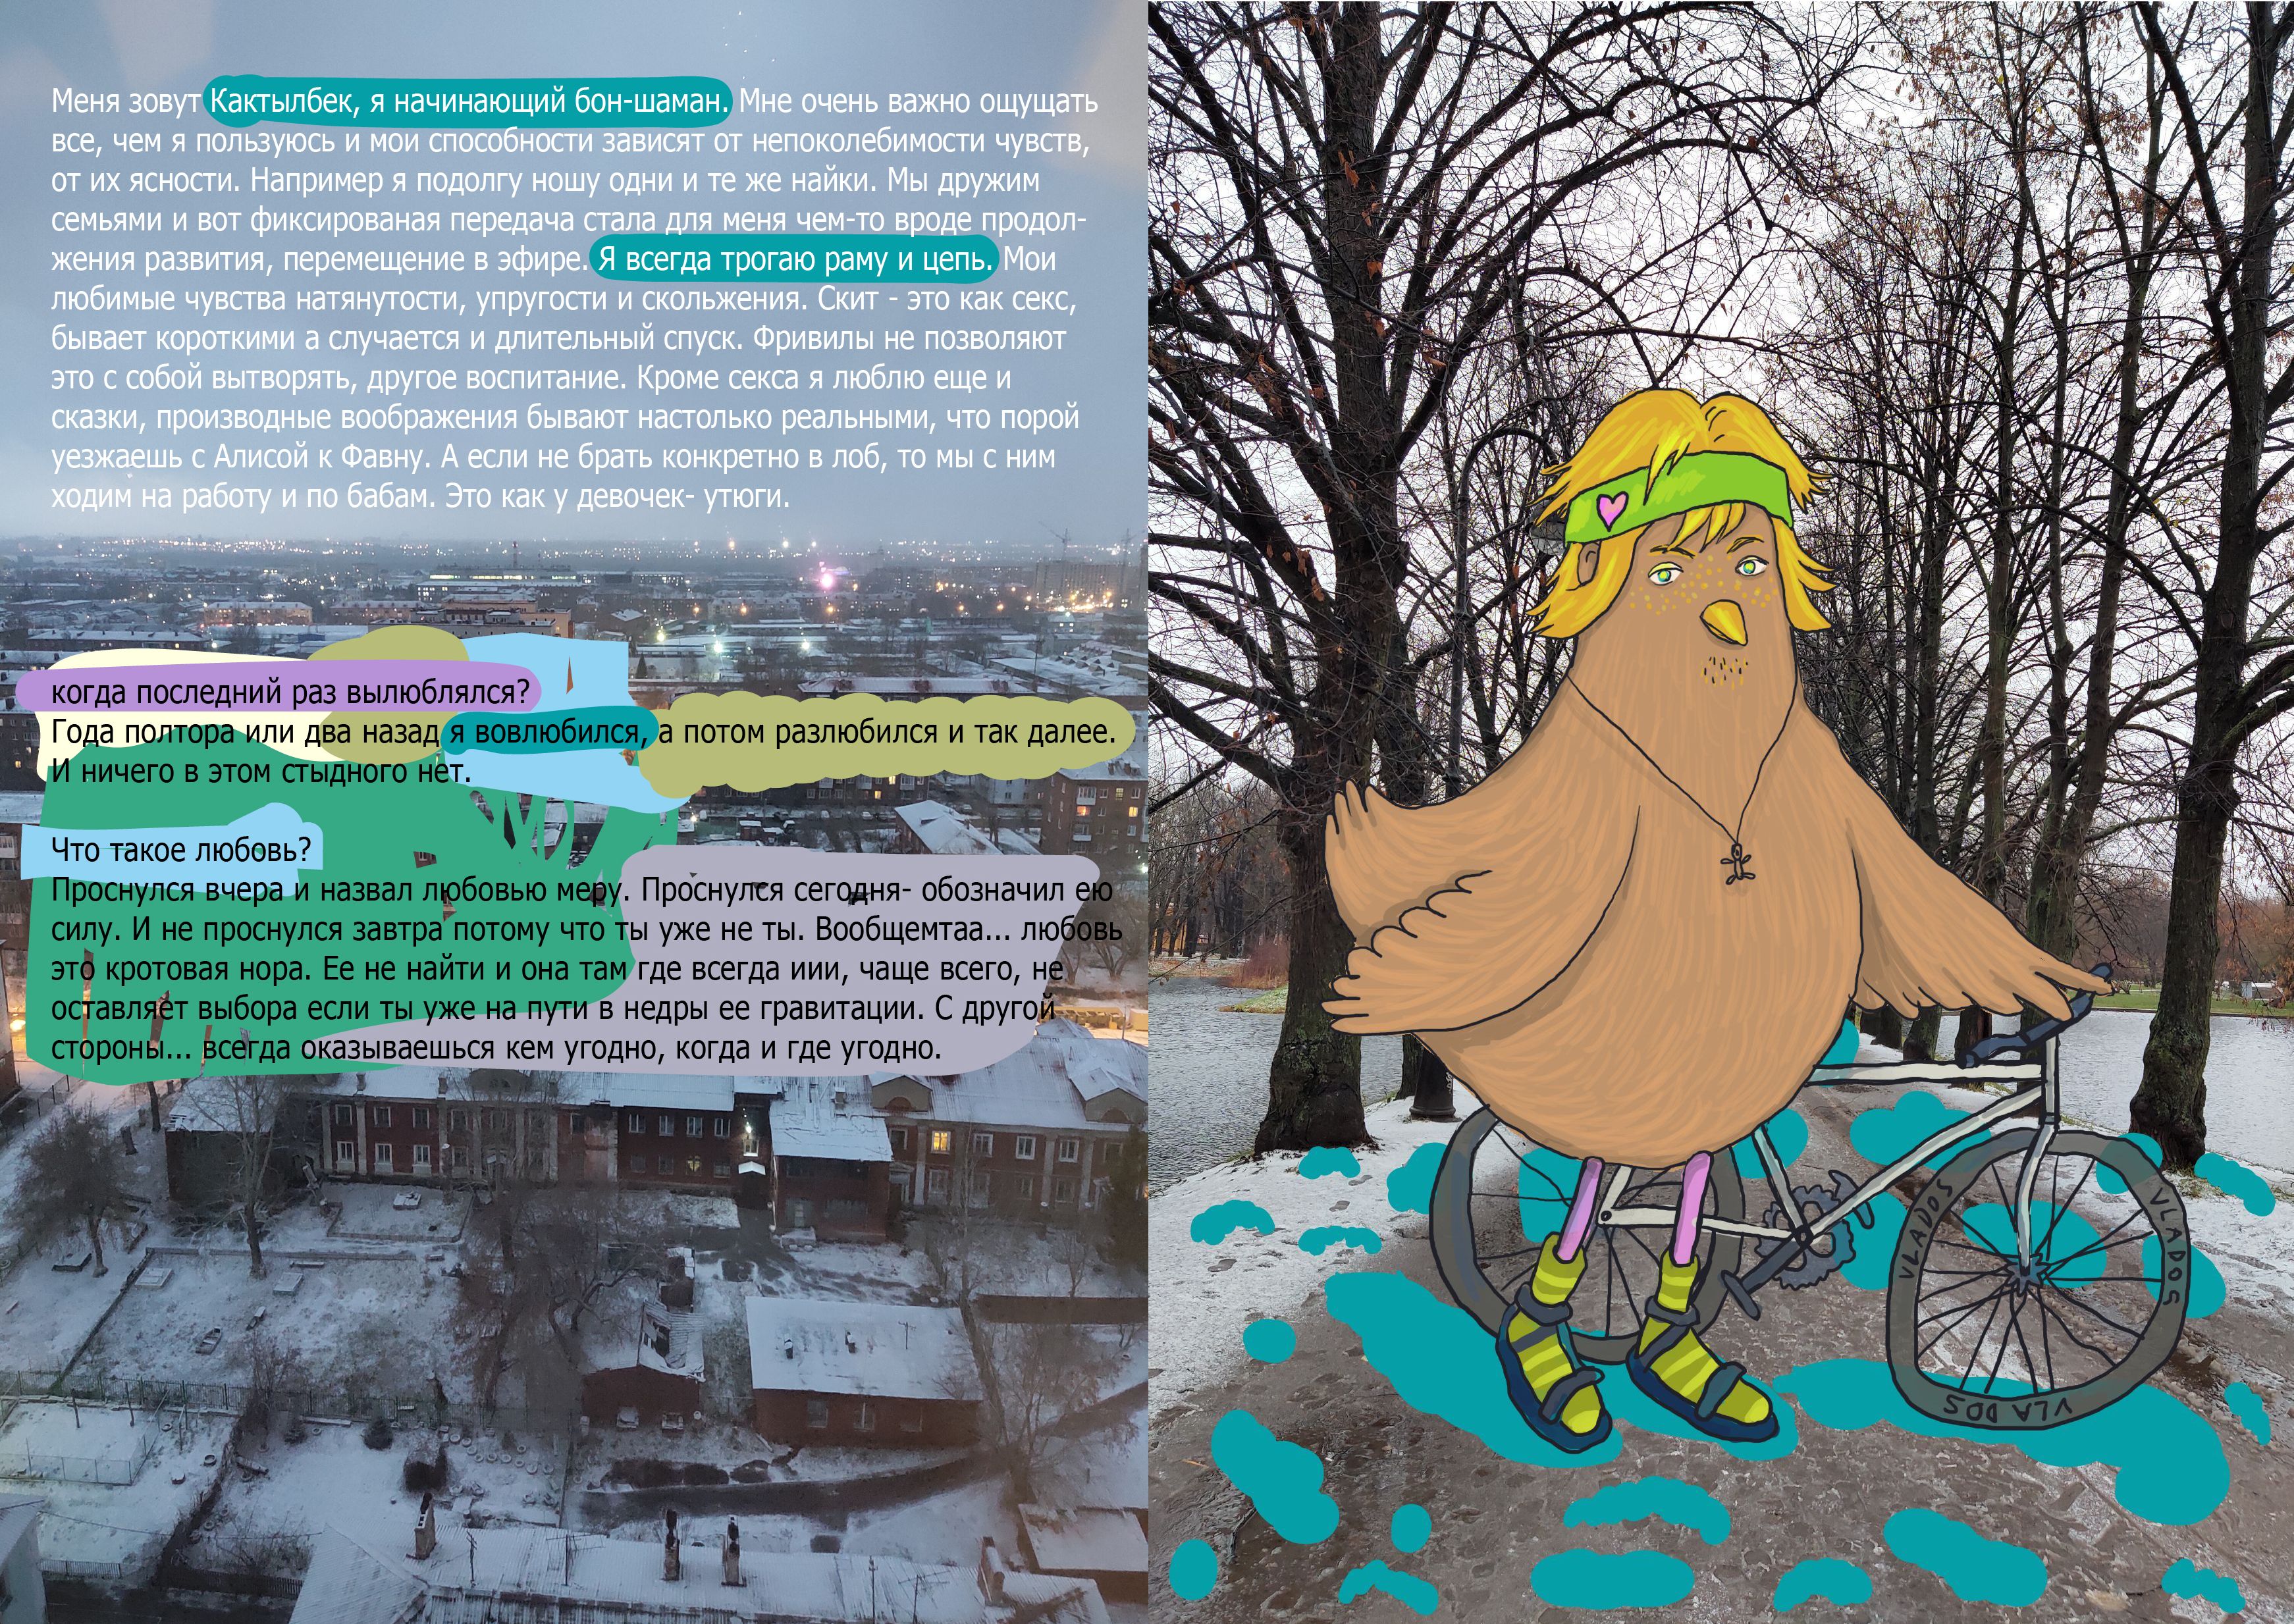 Меня зовут Кактылбек, я начинающий бон-шаман. Мне очень важно ощущать
все, чем я пользуюсь и мои способности зависят от непоколебимости чувств,
от их ясности. Например я подолгу ношу одни и те же найки. Мы дружим
семьями и вот фиксированая передача стала для меня чем-то вроде продол-
жения развития, перемещение в эфире. Я всегда трогаю раму и цепь. Мои
любимые чувства натянутости, упругости и скольжения. Скит - это как секс,
бывает короткими а случается и длительный спуск. Фривилы не позволяют
это с собой вытворять, другое воспитание. Кроме секса я люблю еще и
сказки, производные воображения бывают настолько реальными, что порой
уезжаешь с Алисой к Фавну. А если не брать конкретно в лоб, то мы с ним
ходим на работу и по бабам. Это как у девочек- утюги.
когда последний раз вылюблялся?
Года полтора или два назад я вовлюбился, а потом разлюбился и так далее.
И ничего в этом стыдного нет.
Что такое любовь?
Проснулся вчера и назвал любовью меру. Проснулся сегодня- обозначил ею
силу. И не проснулся завтра потому что ты уже не ты. Вообщемтаа... любовь
это кротовая нора. Ее не найти и она там где всегда иии, чаще всего, не
оставляет выбора если ты уже на пути в недры ее гравитации. С другой
стороны... всегда оказываешься кем угодно, когда и где угодно.
VLADOS
VLADOS
VLADOS